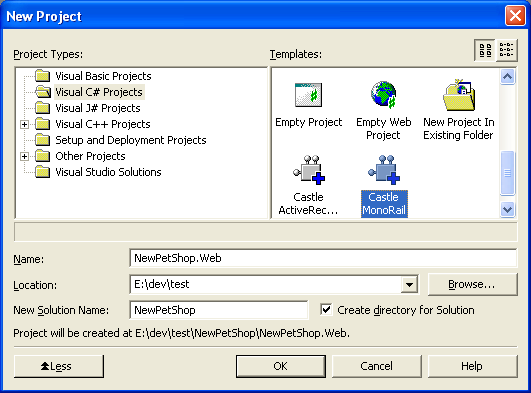 New Project
Project Types:
Templates:
Visual Basic Projects
Visual C# Projects
Visual J# Projects
Visual C++ Projects
Setup and Deployment Projects
Other Projects
Visual Studio Solutions
Empty Project
Empty Web
Project
New Project In
Existing Folder
Castle
ActiveRec...
Castle
MonoRail
Name:
NewPetShop.Web
Location:
E:\dev\test
Browse...
New Solution Name:
NewPetShop
Create directory for Solution
Project will be created at E:\dev\test\NewPetShop\NewPetShop.Web.
Less
OK
Cancel
Help